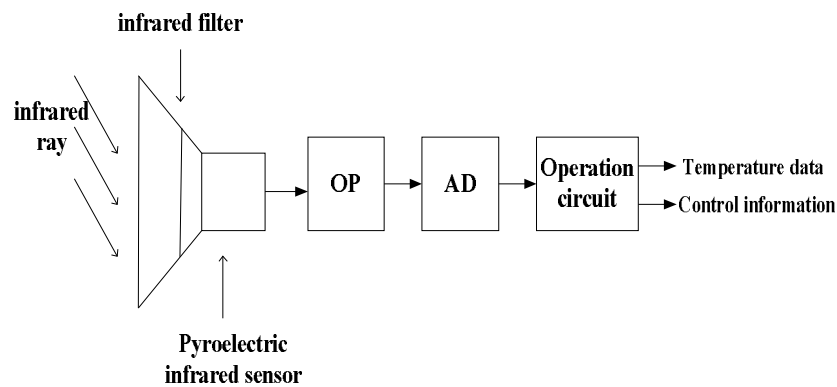 infrared filter
infrared
ray
OP
AD
Operation
circuit
Temperature data
Control information
Pyroelectric
infrared sensor